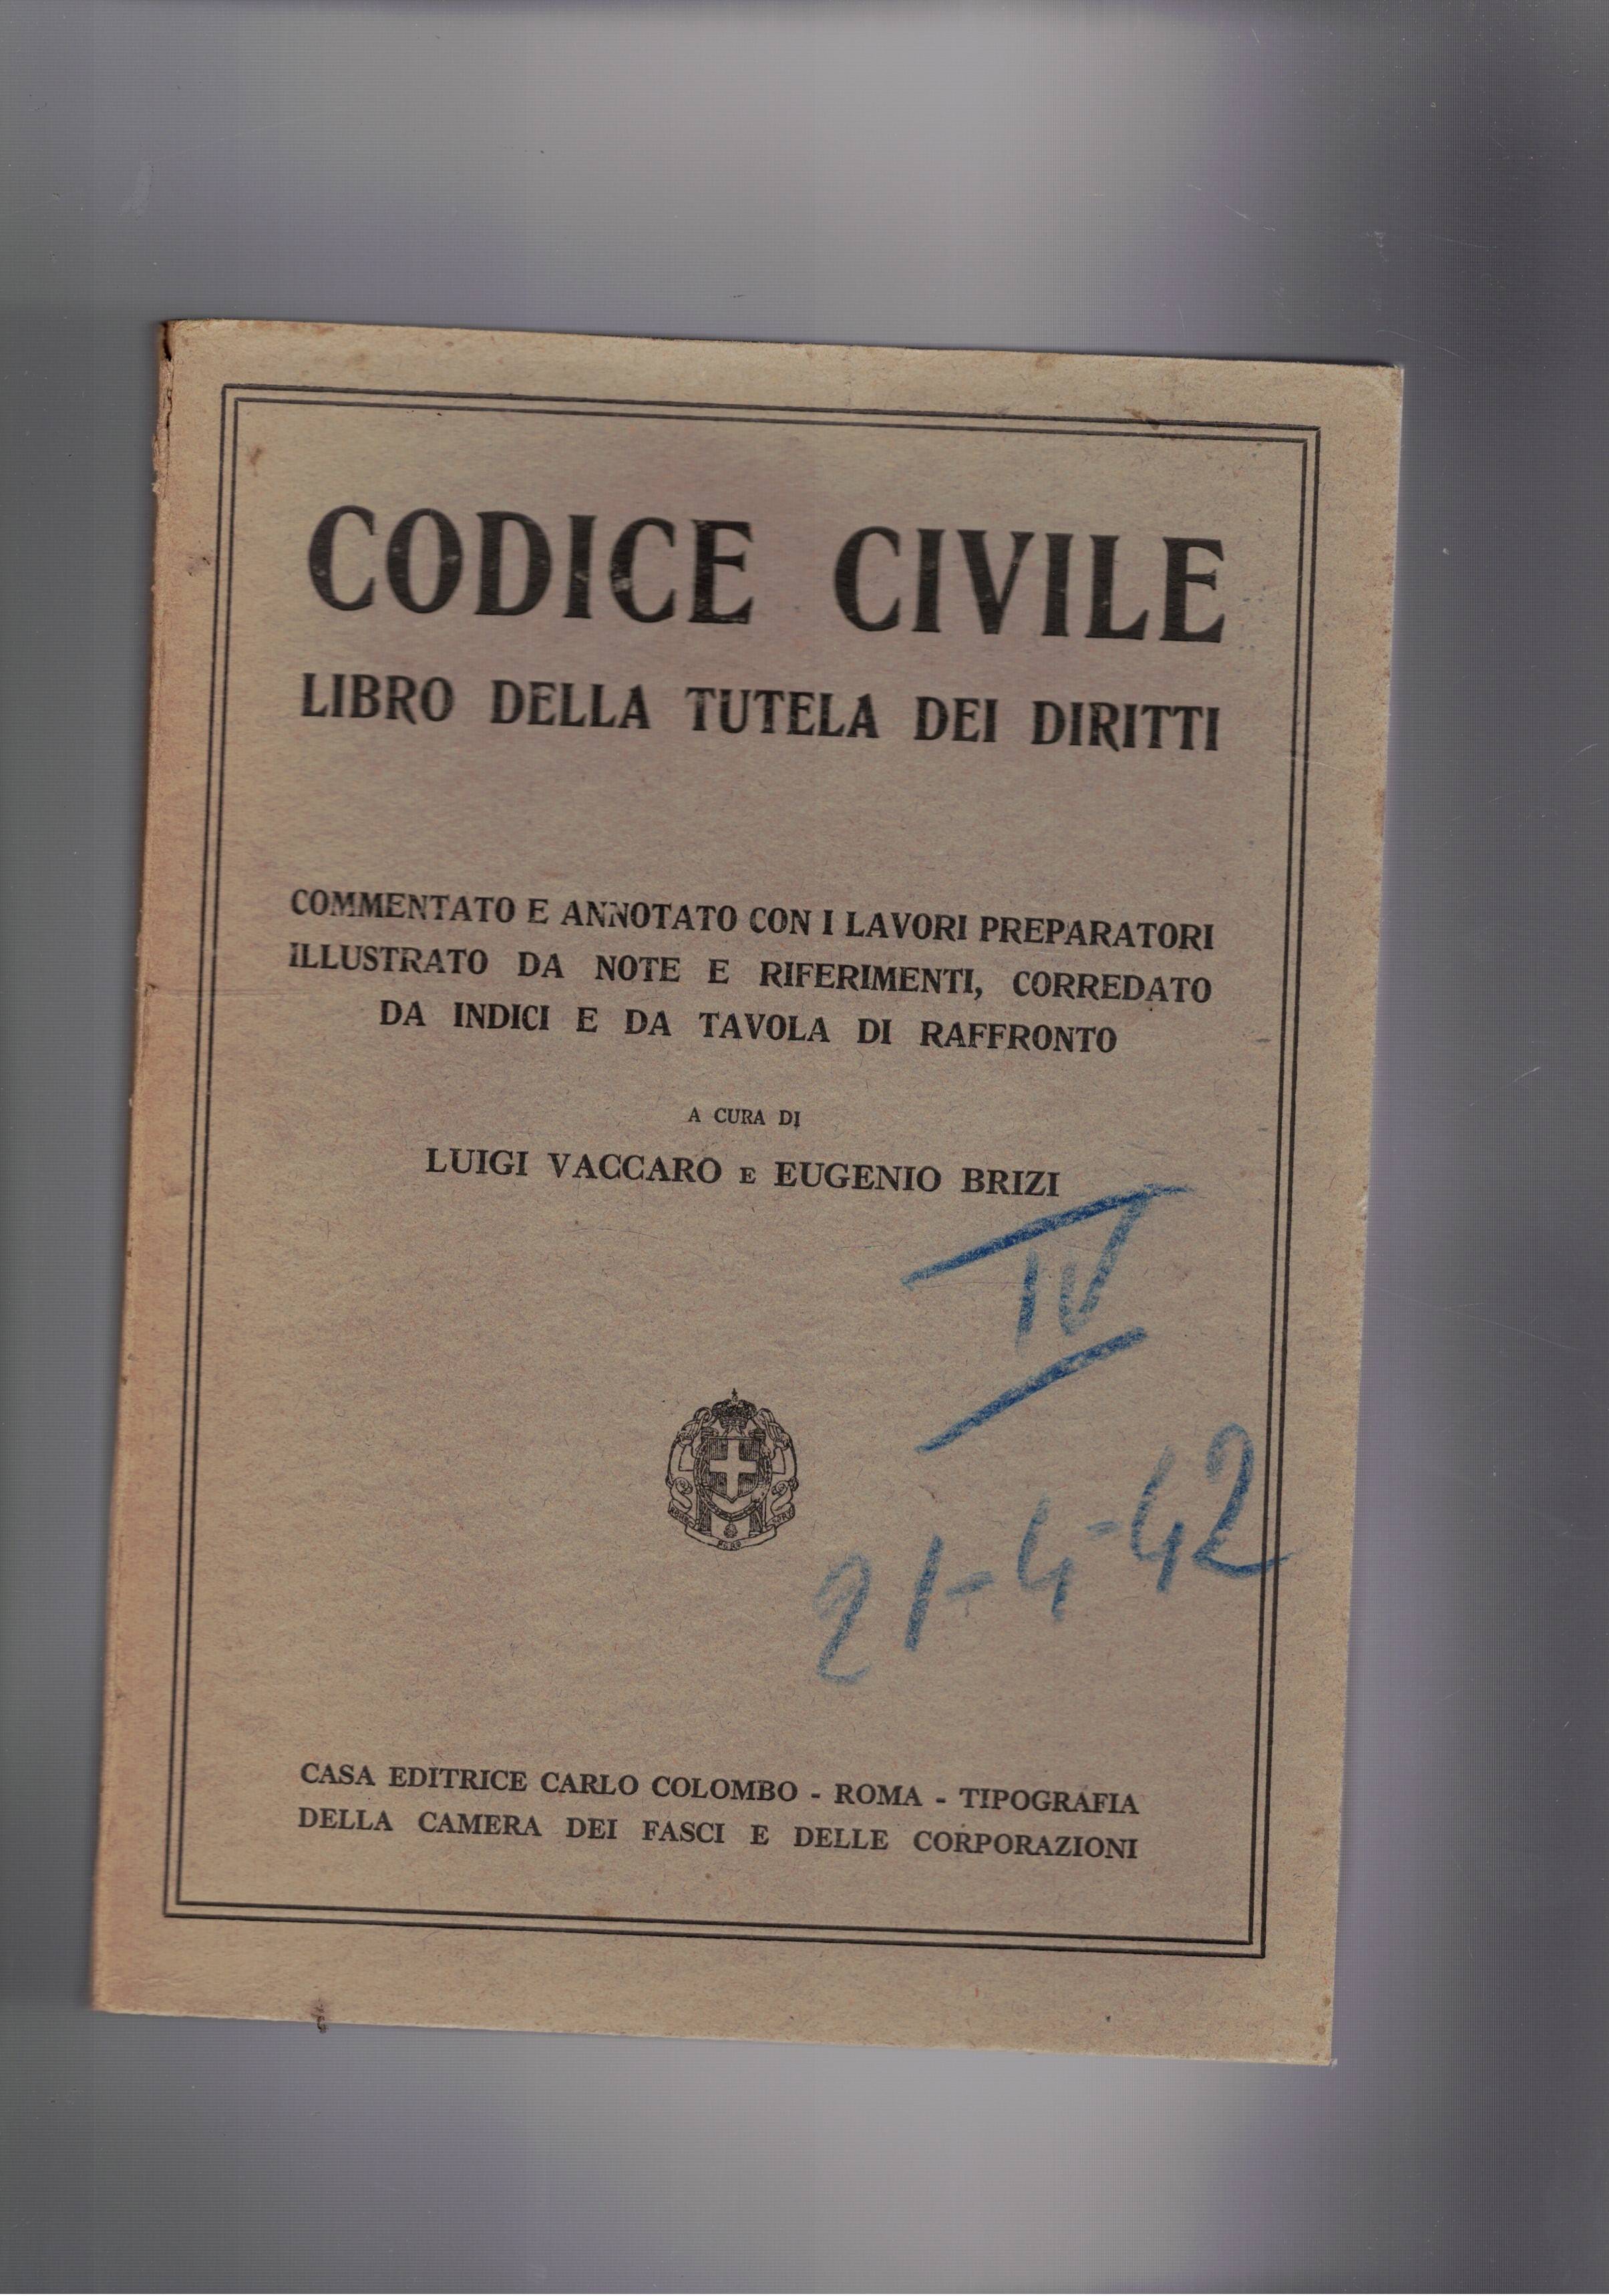 CODICE CIVILE
LIBRO DELLA TUTELA DEI DIRITTI
COMMENTATO E ANNOTATO CON I LAVORI PREPARATORI
ILLUSTRATO DA NOTE E RIFERIMENTI, CORREDATO
DA INDICI E DA TAVOLA DI RAFFRONTO
A CURA DI
LUIGI VACCARO E EUGENIO BRIZI
IV
21-4-42
CASA EDITRICE CARLO COLOMBO - ROMA - TIPOGRAFIA
DELLA CAMERA DEI FASCI E DELLE CORPORAZIONI